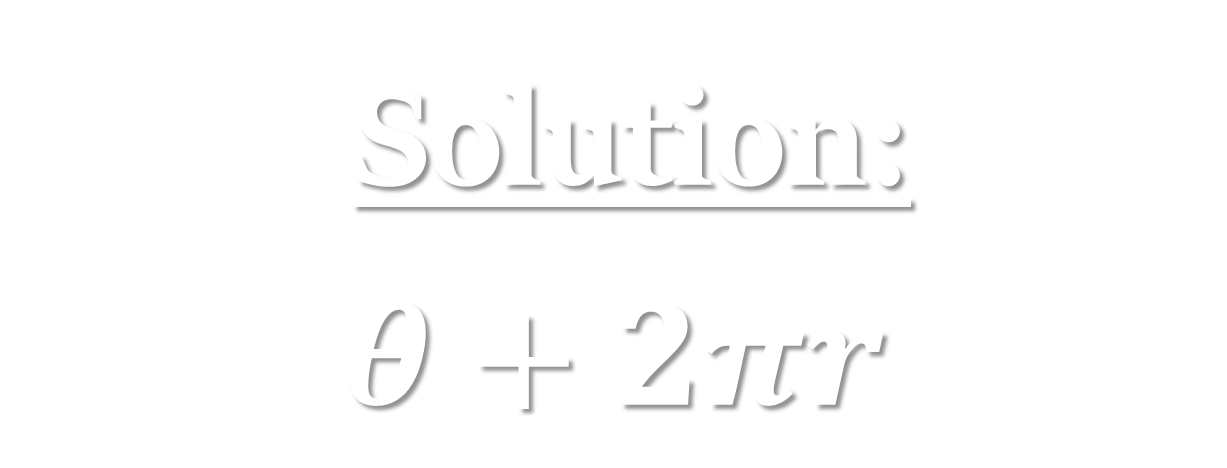 Solution:
θ + 2πr